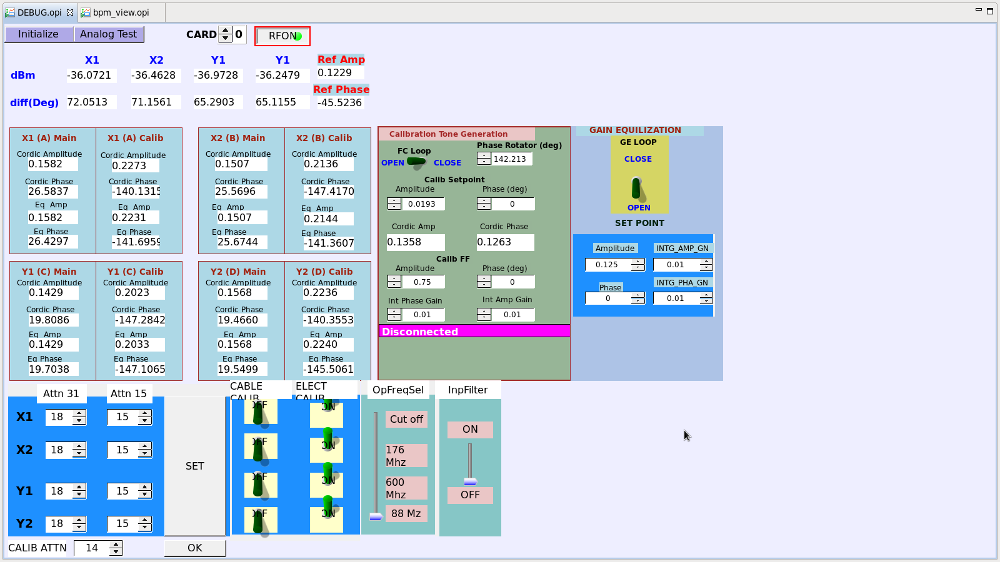 DEBUG.opi
bpm_view.opi
Initialize
Analog Test
CARD 0
RFON
X1 X2 Y1 Y1 Ref Amp
dBm -36.0721 -36.4628 -36.9728 -36.2479 0.1229
Ref Phase
diff(Deg) 72.0513 71.1561 65.2903 65.1155 -45.5236
X1 (A) Main
Cordic Amplitude
0.1582
Cordic Phase
26.5837
Eq Amp
0.1582
Eq Phase
26.4297
X1 (A) Calib
Cordic Amplitude
0.2273
Cordic Phase
-140.1315
Eq Amp
0.2231
Eq Phase
-141.6959
X2 (B) Main
Cordic Amplitude
0.1507
Cordic Phase
25.5696
Eq Amp
0.1507
Eq Phase
25.6744
X2 (B) Calib
Cordic Amplitude
0.2136
Cordic Phase
-147.4170
Eq Amp
0.2144
Eq Phase
-141.3607
Y1 (C) Main
Cordic Amplitude
0.1429
Cordic Phase
19.8086
Eq Amp
0.1429
Eq Phase
19.7038
Y1 (C) Calib
Cordic Amplitude
0.2023
Cordic Phase
-147.2842
Eq Amp
0.2033
Eq Phase
-147.1065
Y2 (D) Main
Cordic Amplitude
0.1568
Cordic Phase
19.4660
Eq Amp
0.1568
Eq Phase
19.5499
Y2 (D) Calib
Cordic Amplitude
0.2236
Cordic Phase
-140.3553
Eq Amp
0.2240
Eq Phase
-145.5061
Calibration Tone Generation
FC Loop
OPEN CLOSE
Phase Rotator (deg)
142.213
Calib Setpoint
Amplitude Phase (deg)
0.0193 0
Cordic Amp Cordic Phase
0.1358 0.1263
Calib FF
Amplitude Phase (deg)
0.75 0
Int Phase Gain Int Amp Gain
0.01 0.01
Disconnected
GAIN EQUILIZATION
GE LOOP
CLOSE
OPEN
SET POINT
Amplitude INTG_AMP_GN
0.125 0.01
Phase INTG_PHA_GN
0 0.01
Attn 31 Attn 15
X1 18 15
X2 18 15
Y1 18 15
Y2 18 15
SET
CALIB ATTN 14
OK
CABLE
CALIB
OFF
OFF
OFF
OFF
ELECT
CALIB
ON
ON
ON
ON
OpFreqSel
Cut off
176
Mhz
600
Mhz
88 Mz
InpFilter
ON
OFF